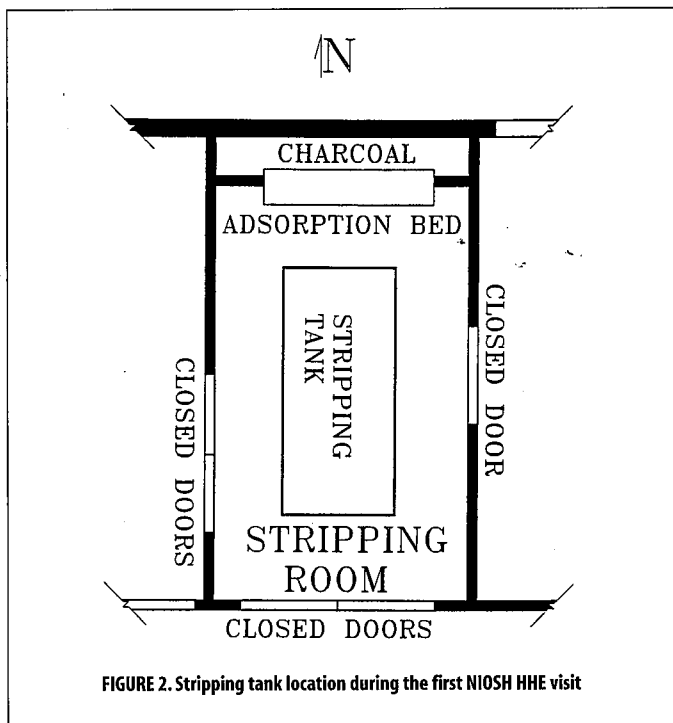 N
CHARCOAL
ADSORPTION BED
STRIPPING
TANK
CLOSED DOOR
CLOSED DOORS
STRIPPING
ROOM
CLOSED DOORS
FIGURE 2. Stripping tank location during the first NIOSH HHE visit